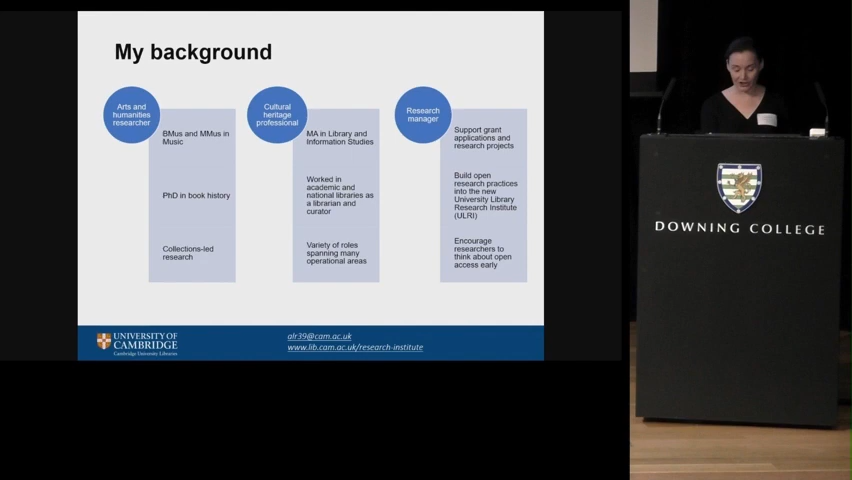 My background
Arts and
humanities
researcher
BMus and MMus in
Music
PhD in book history
Collections-led
research
Cultural
heritage
professional
MA in Library and
Information Studies
Worked in
academic and
national libraries as
a librarian and
curator
Variety of roles
spanning many
operational areas
Research
manager
Support grant
applications and
research projects
Build open
research practices
into the new
University Library
Research Institute
(ULRI)
Encourage
researchers to
think about open
access early
UNIVERSITY OF
CAMBRIDGE
Cambridge University Libraries
alr39@cam.ac.uk
www.lib.cam.ac.uk/research-institute
DOWNING COLLEGE